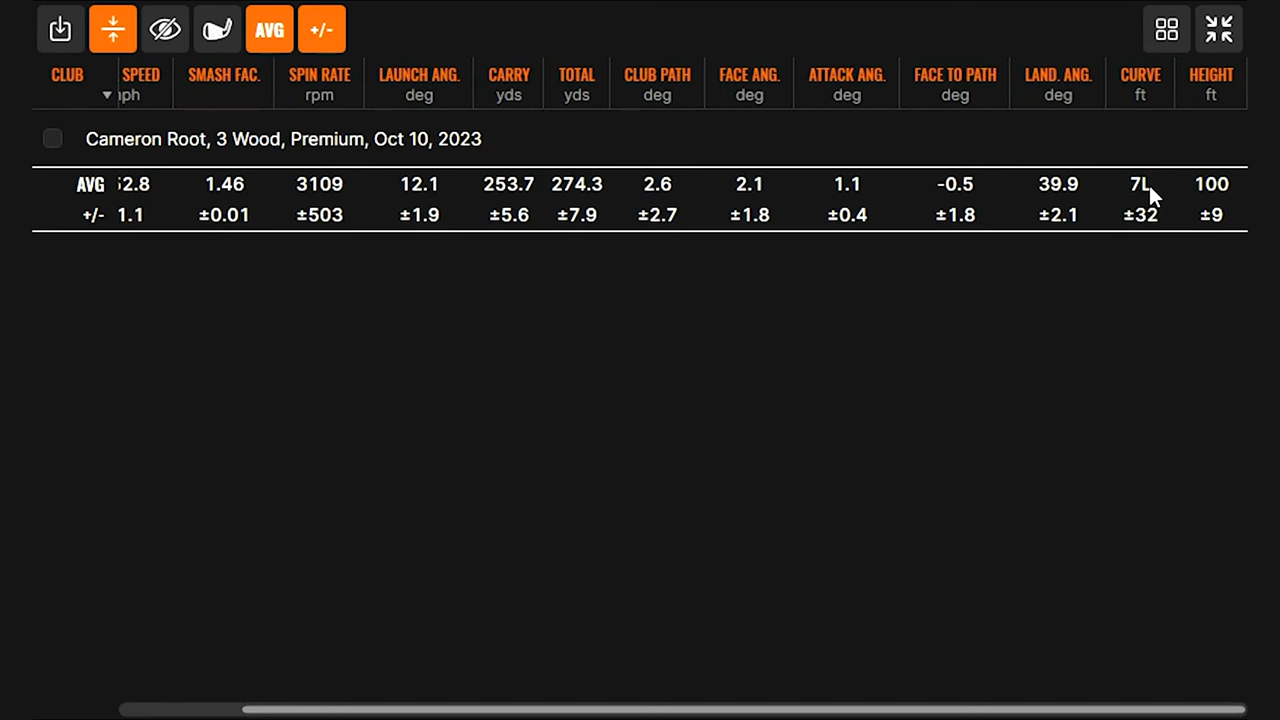 AVG +/-
CLUB SPEED SMASH FAC. SPIN RATE LAUNCH ANG. CARRY TOTAL CLUB PATH FACE ANG. ATTACK ANG. FACE TO PATH LAND. ANG. CURVE HEIGHT
mph rpm deg yds yds deg deg deg deg deg ft ft
Cameron Root, 3 Wood, Premium, Oct 10, 2023
AVG 52.8 1.46 3109 12.1 253.7 274.3 2.6 2.1 1.1 -0.5 39.9 7L 100
+/- 1.1 ±0.01 ±503 ±1.9 ±5.6 ±7.9 ±2.7 ±1.8 ±0.4 ±1.8 ±2.1 ±32 ±9